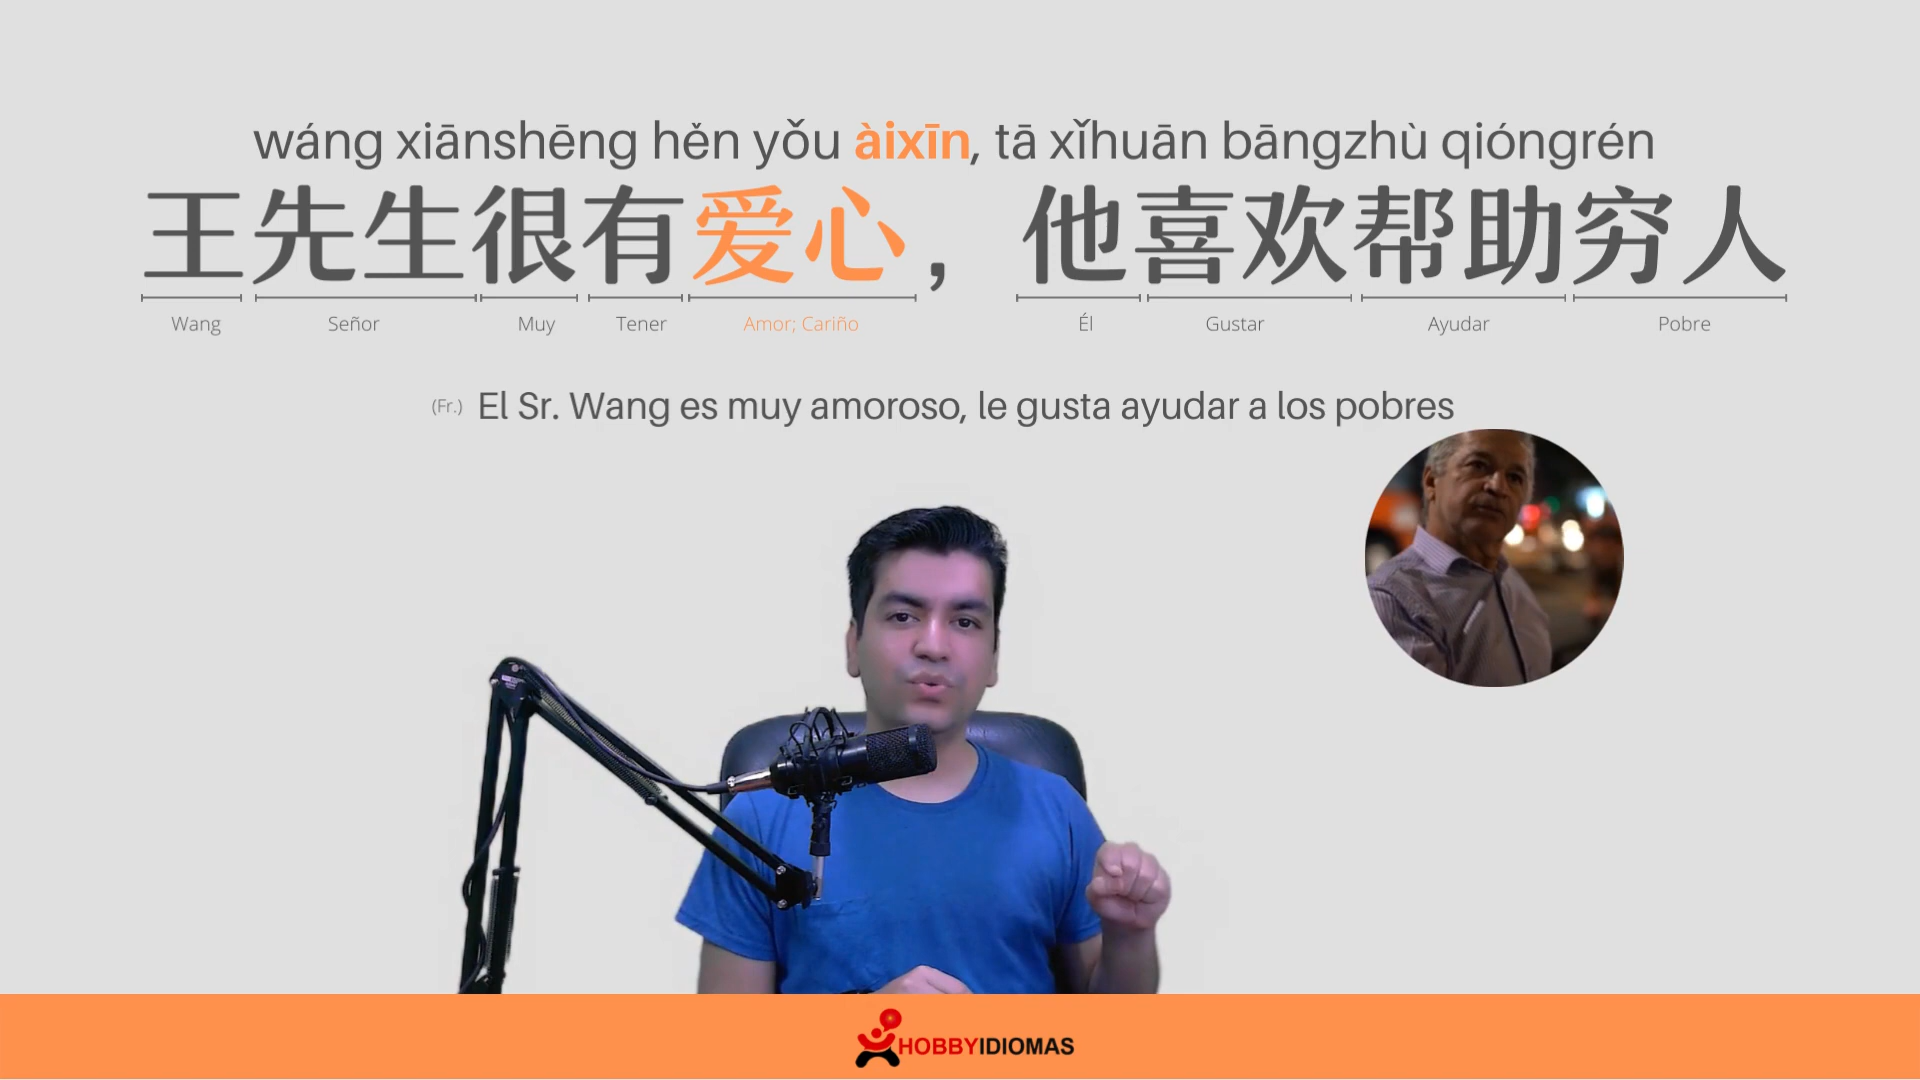 wáng xiānshēng hěn yǒu àixīn, tā xǐhuān bāngzhù qióngrén
王先生很有爱心，他喜欢帮助穷人
Wang Señor Muy Tener Amor; Cariño Él Gustar Ayudar Pobre
(Fr.) El Sr. Wang es muy amoroso, le gusta ayudar a los pobres
HOBBYIDIOMAS